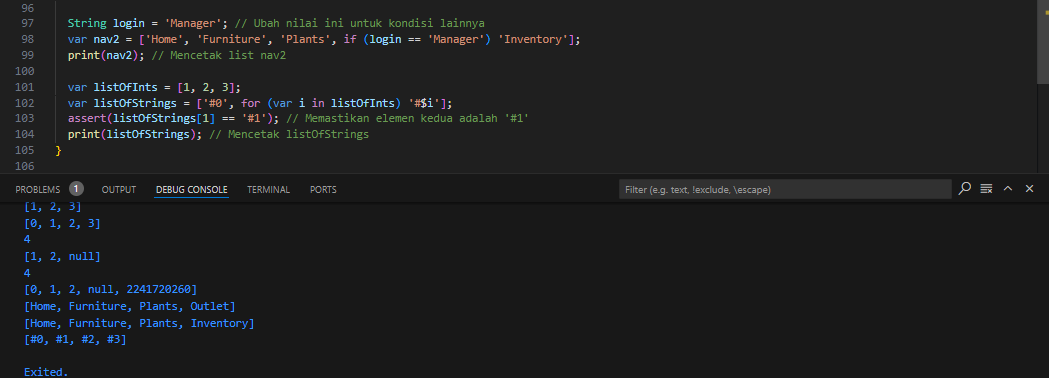 96
97 String login = 'Manager'; // Ubah nilai ini untuk kondisi lainnya
98 var nav2 = ['Home', 'Furniture', 'Plants', if (login == 'Manager') 'Inventory'];
99 print(nav2); // Mencetak list nav2
100
101 var listOfInts = [1, 2, 3];
102 var listOfStrings = ['#0', for (var i in listOfInts) '#$i'];
103 assert(listOfStrings[1] == '#1'); // Memastikan elemen kedua adalah '#1'
104 print(listOfStrings); // Mencetak listOfStrings
105 }
106
PROBLEMS 1 OUTPUT DEBUG CONSOLE TERMINAL PORTS Filter (e.g. text, !exclude, \escape)
[1, 2, 3]
[0, 1, 2, 3]
4
[1, 2, null]
4
[0, 1, 2, null, 2241720260]
[Home, Furniture, Plants, Outlet]
[Home, Furniture, Plants, Inventory]
[#0, #1, #2, #3]
Exited.